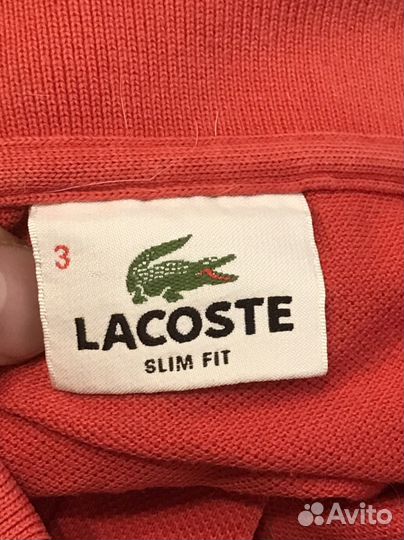 3
LACOSTE
SLIM FIT
Avito